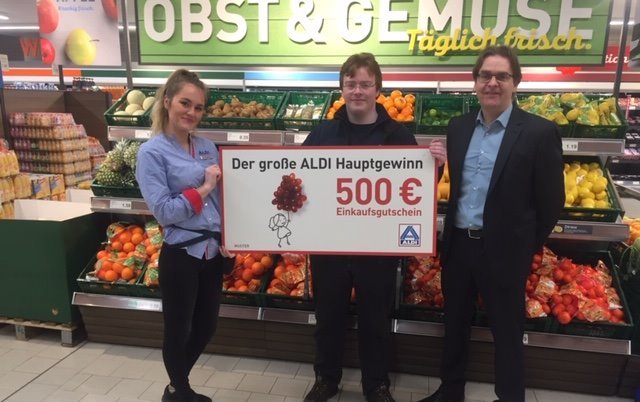 OBST & GEMÜSE
Täglich frisch.
Der große ALDI Hauptgewinn
500 €
Einkaufsgutschein
MUSTER
ALDI